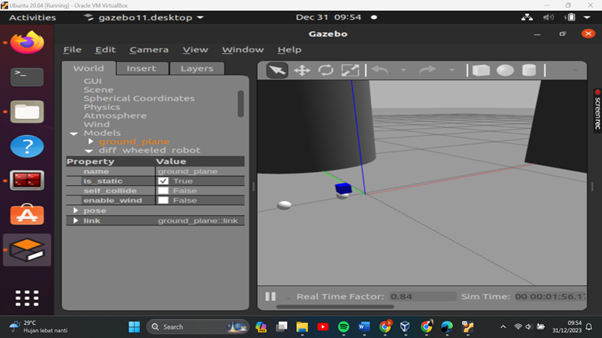 Ubuntu 20.04 [Running] - Oracle VM VirtualBox
Activities
gazebo11.desktop
Dec 31 09:54
Gazebo
File Edit Camera View Window Help
World Insert Layers
GUI
Scene
Spherical Coordinates
Physics
Atmosphere
Wind
Models
ground_plane
diff_wheeled_robot
Property Value
name ground_plane
is_static True
self_collide False
enable_wind False
pose
link ground_plane::link
screenrec
Real Time Factor: 0.84 Sim Time: 00 00:01:56.17
29°C
Hujan lebat nanti
Search
09:54
31/12/2023